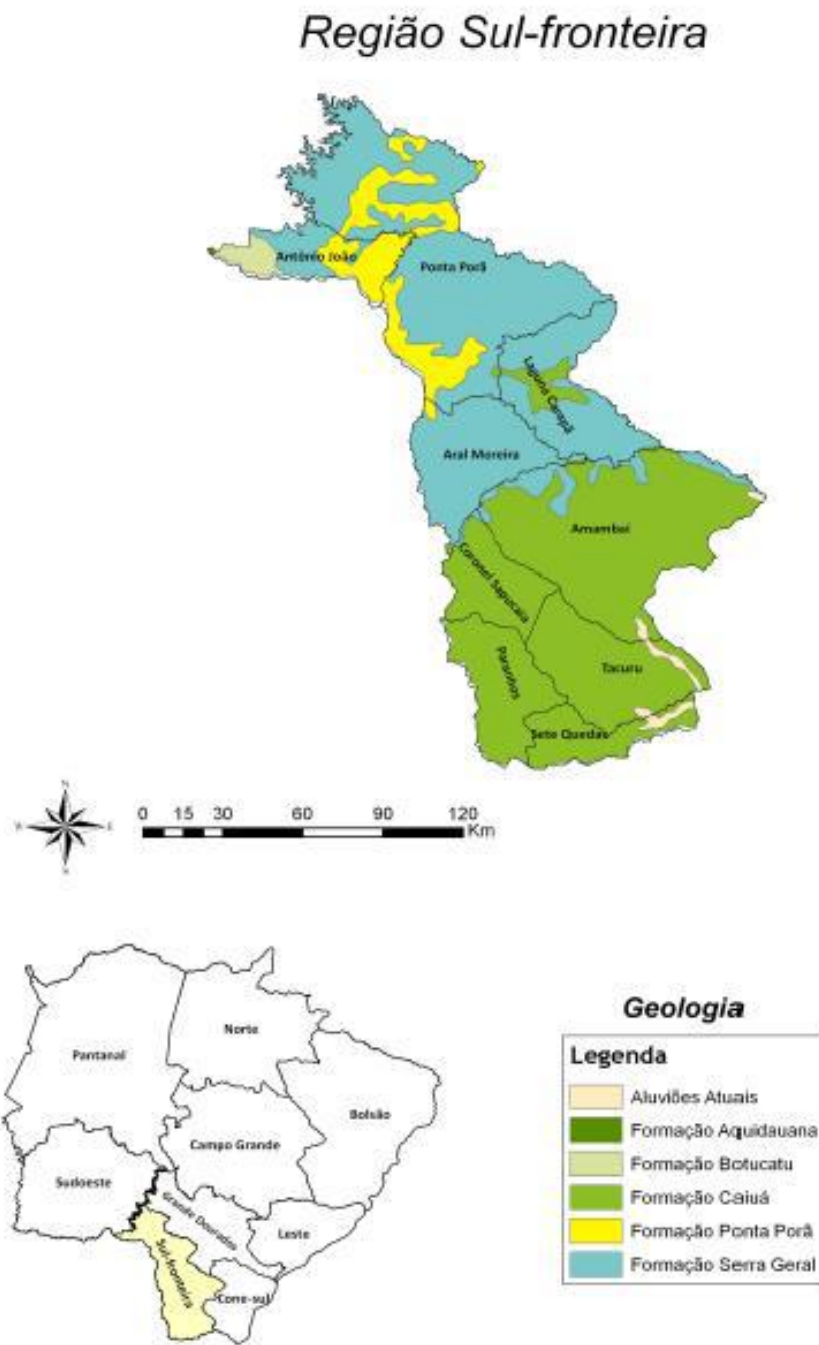 Região Sul-fronteira
Antônio João
Ponta Porã
Laguna Carapã
Aral Moreira
Amambai
Coronel Sapucaia
Paranhos
Tacuru
Sete Quedas
N
W
E
0 15 30 60 90 120
Km
Pantanal
Norte
Bolsão
Campo Grande
Sudoeste
Grande Dourados
Leste
Sul-fronteira
Cone-sul
Geologia
Legenda
Aluviões Atuais
Formação Aquidauana
Formação Botucatu
Formação Caiuá
Formação Ponta Porã
Formação Serra Geral